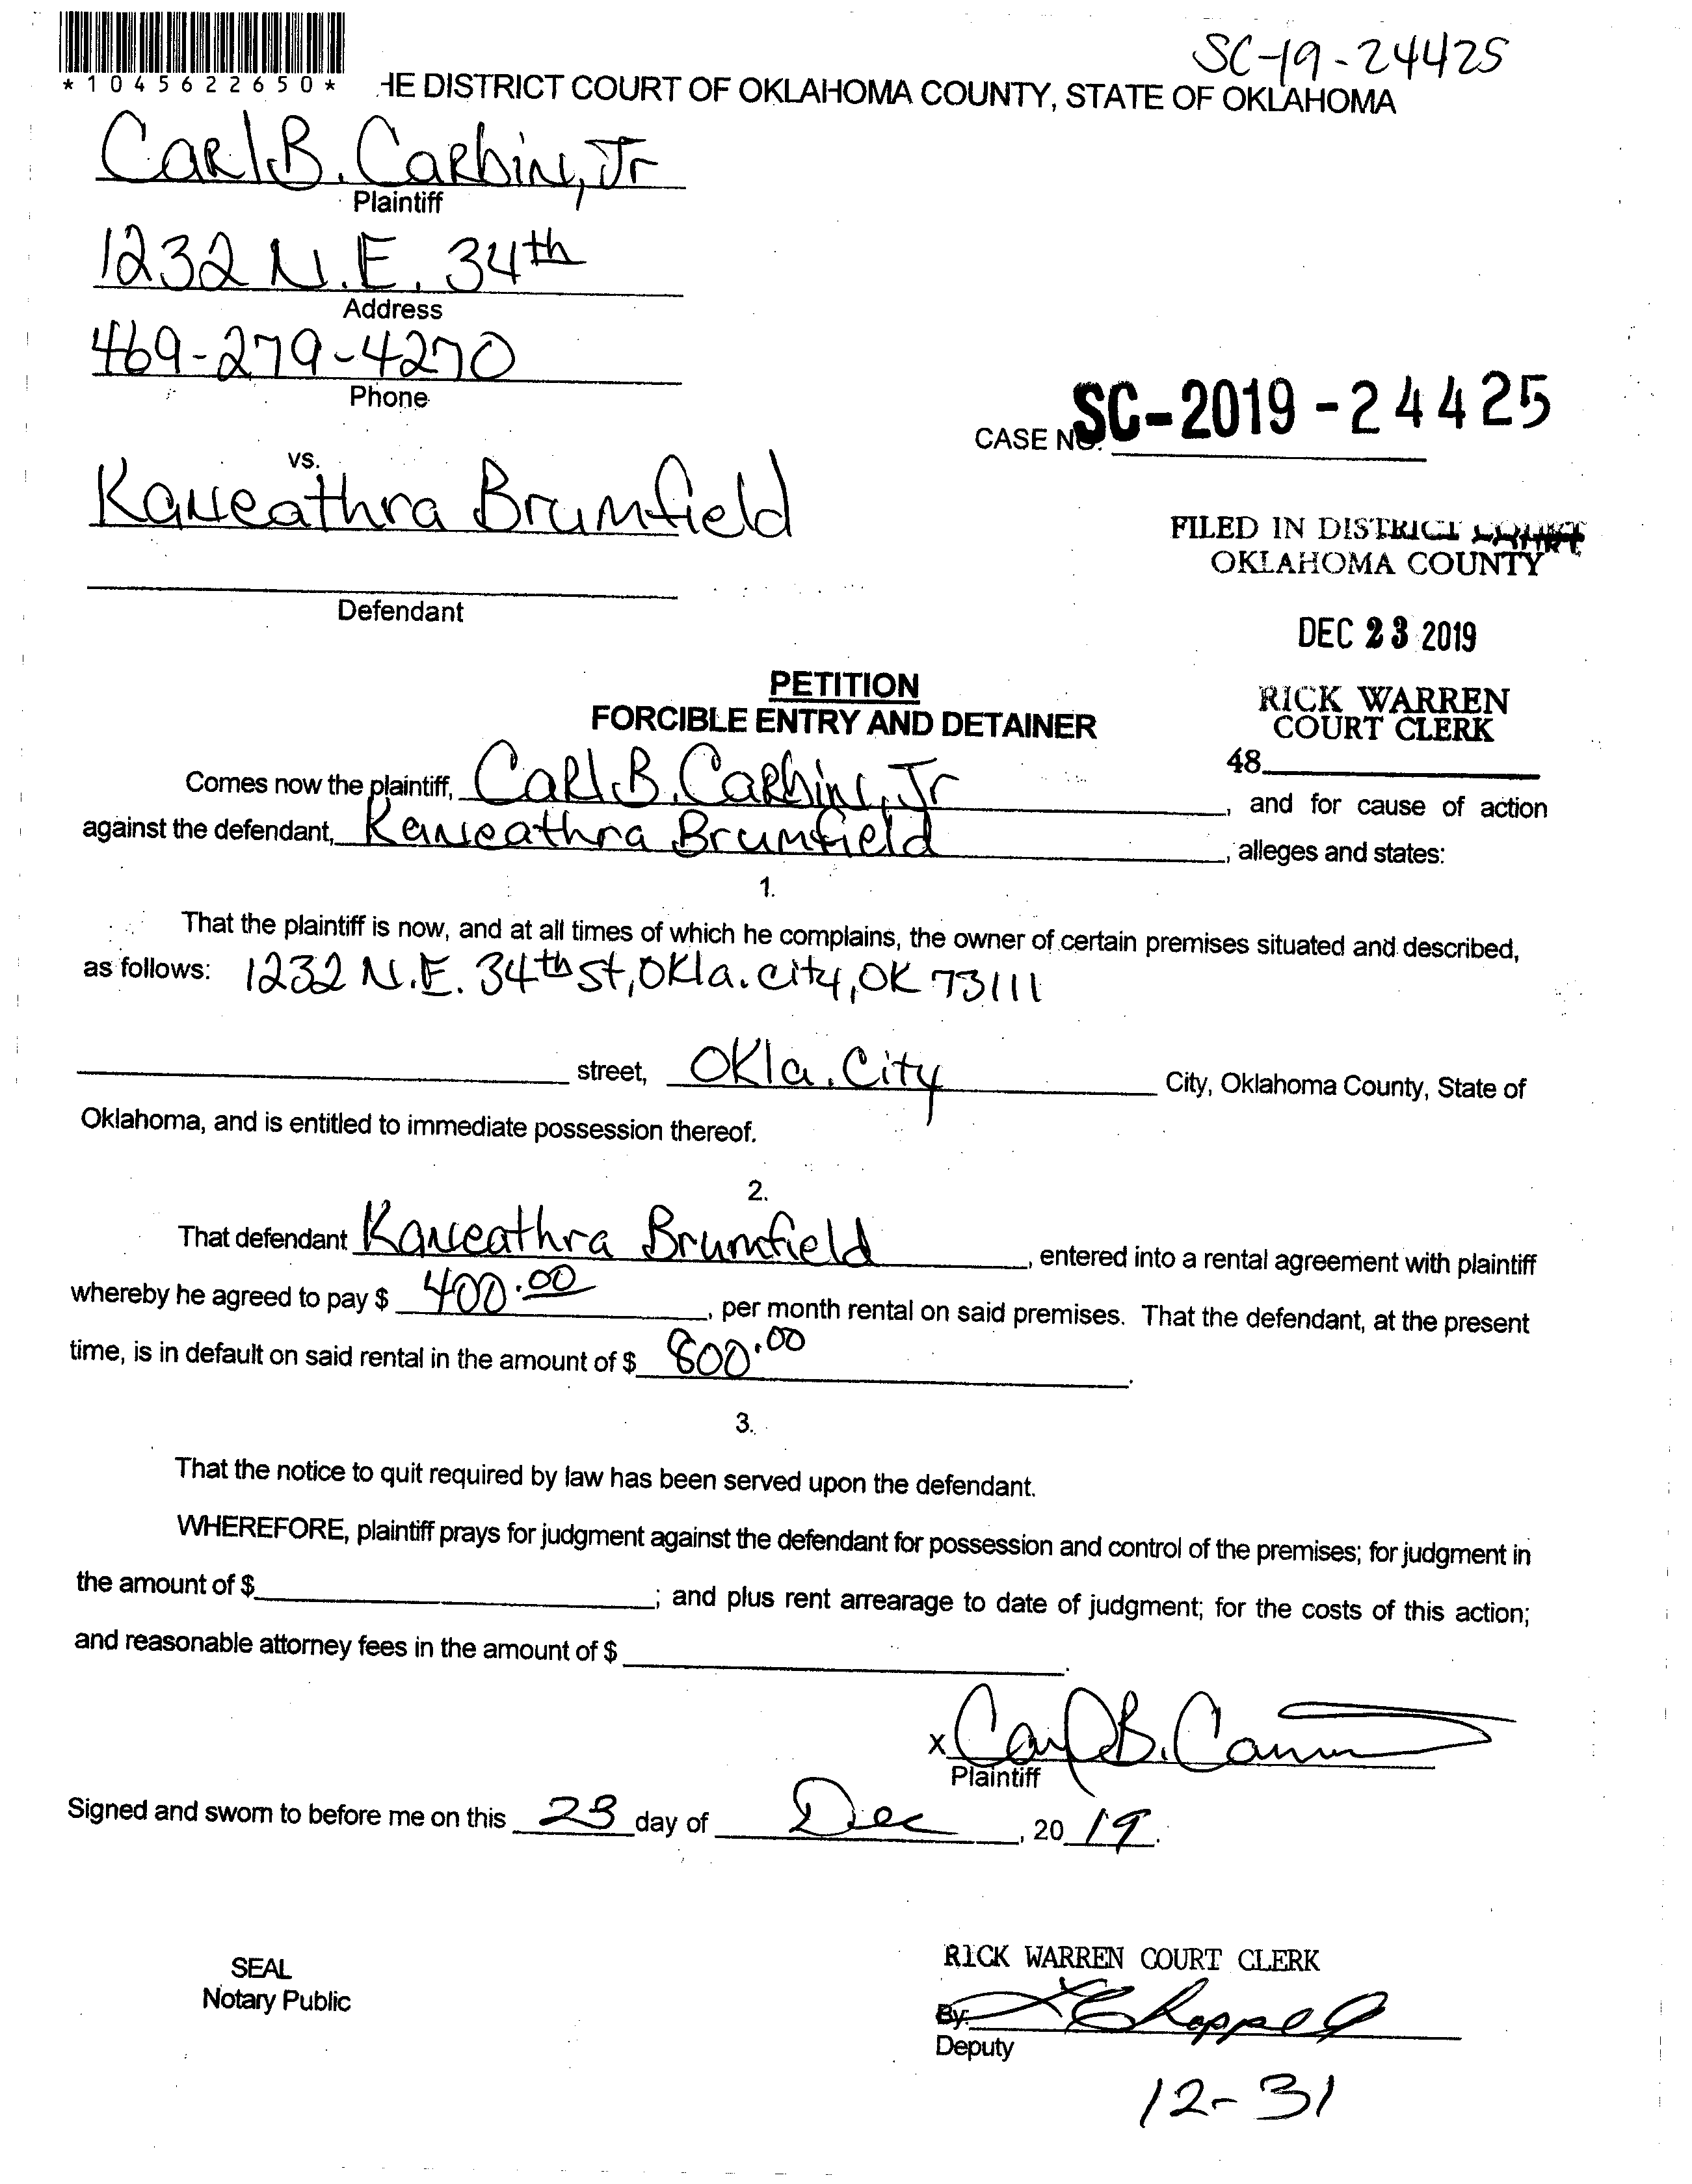 SC-19-24425
*1045622650*
HE DISTRICT COURT OF OKLAHOMA COUNTY, STATE OF OKLAHOMA
Carl B. Carbine, Jr
Plaintiff
1232 N.E. 34th
Address
469-279-4270
Phone
CASE NO. SC-2019-24425
vs.
Kaneathra Brumfield
Defendant
FILED IN DISTRICT COURT
OKLAHOMA COUNTY
DEC 23 2019
RICK WARREN
COURT CLERK
48
PETITION
FORCIBLE ENTRY AND DETAINER
Comes now the plaintiff, Carl B. Carbine, Jr, and for cause of action
against the defendant, Kaneathra Brumfield, alleges and states:
1.
That the plaintiff is now, and at all times of which he complains, the owner of certain premises situated and described,
as follows: 1232 N.E. 34th St, Okla. City, OK 73111
street, Okla. City City, Oklahoma County, State of
Oklahoma, and is entitled to immediate possession thereof.
2.
That defendant Kaneathra Brumfield, entered into a rental agreement with plaintiff
whereby he agreed to pay $ 400.00, per month rental on said premises. That the defendant, at the present
time, is in default on said rental in the amount of $ 800.00.
3.
That the notice to quit required by law has been served upon the defendant.
WHEREFORE, plaintiff prays for judgment against the defendant for possession and control of the premises; for judgment in
the amount of $ ; and plus rent arrearage to date of judgment; for the costs of this action;
and reasonable attorney fees in the amount of $ .
x Carl B.
Plaintiff
Signed and sworn to before me on this 23 day of Dec, 20 19.
SEAL
Notary Public
RICK WARREN COURT CLERK
By: Chappell
Deputy
12-31